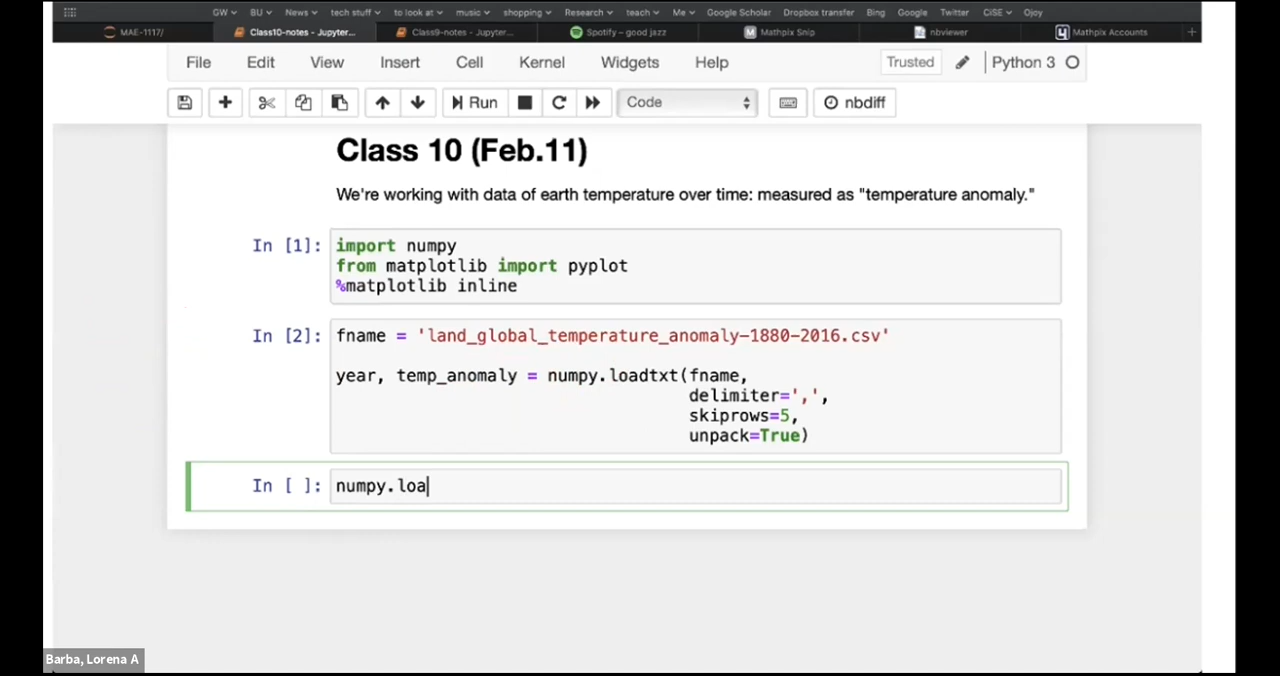 GW BU News tech stuff to look at music shopping Research teach Me Google Scholar Dropbox transfer Bing Google Twitter CiSE Ojoy
MAE-1117/ Class10-notes - Jupyter... Class9-notes - Jupyter... Spotify – good jazz M Mathpix Snip nbviewer Mathpix Accounts +
File Edit View Insert Cell Kernel Widgets Help Trusted Python 3
Run Code nbdiff
Class 10 (Feb.11)
We're working with data of earth temperature over time: measured as "temperature anomaly."
In [1]: import numpy
from matplotlib import pyplot
%matplotlib inline
In [2]: fname = 'land_global_temperature_anomaly-1880-2016.csv'
year, temp_anomaly = numpy.loadtxt(fname,
delimiter=',',
skiprows=5,
unpack=True)
In [ ]: numpy.loa
Barba, Lorena A